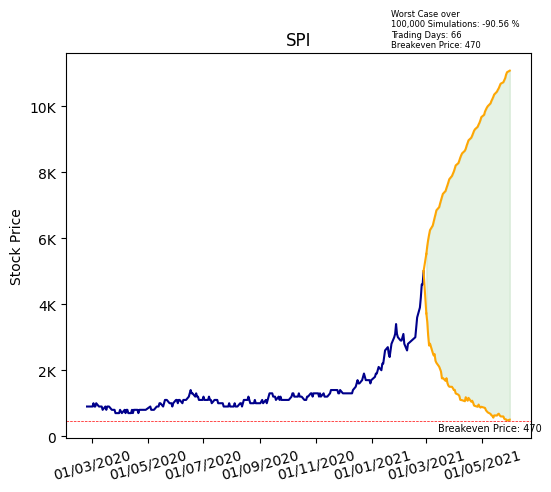 Worst Case over
100,000 Simulations: -90.56 %
Trading Days: 66
Breakeven Price: 470
SPI
Stock Price
10K
8K
6K
4K
2K
0
Breakeven Price: 470
01/03/2020
01/05/2020
01/07/2020
01/09/2020
01/11/2020
01/01/2021
01/03/2021
01/05/2021